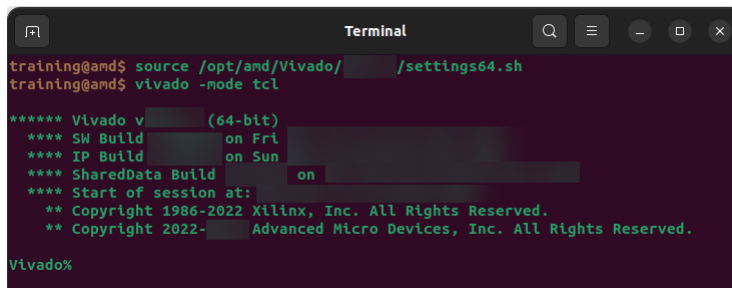 Terminal
training@amd$ source /opt/amd/Vivado/ /settings64.sh
training@amd$ vivado -mode tcl
****** Vivado v (64-bit)
**** SW Build on Fri
**** IP Build on Sun
**** SharedData Build on
**** Start of session at:
** Copyright 1986-2022 Xilinx, Inc. All Rights Reserved.
** Copyright 2022- Advanced Micro Devices, Inc. All Rights Reserved.
Vivado%